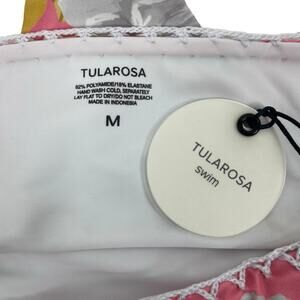 TULAROSA
82% POLYAMIDE/18% ELASTANE
HAND WASH COLD, SEPARATELY
LAY FLAT TO DRY/DO NOT BLEACH
MADE IN INDONESIA
M
TULAROSA
swim